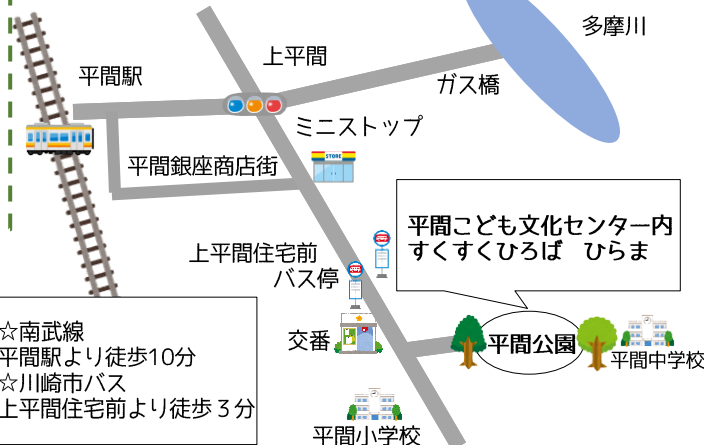 多摩川
上平間
平間駅
ガス橋
ミニストップ
STORE
平間銀座商店街
平間こども文化センター内
すくすくひろば　ひらま
上平間住宅前
バス停
交番
平間公園
平間中学校
☆南武線
平間駅より徒歩10分
☆川崎市バス
上平間住宅前より徒歩３分
平間小学校